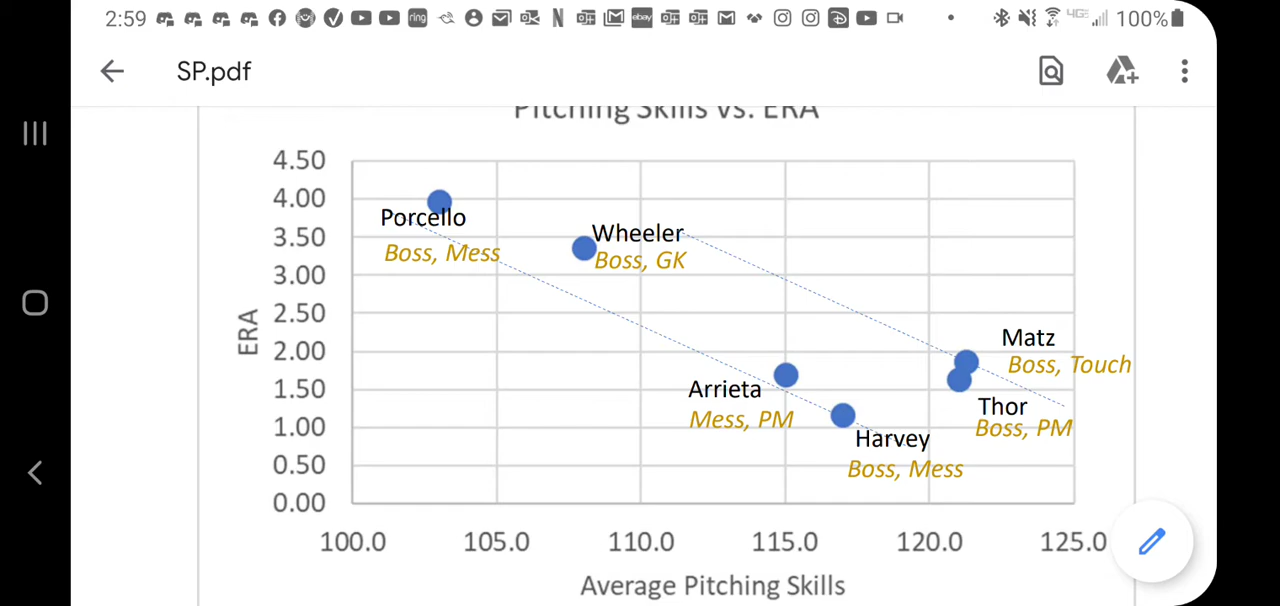 2:59
ring
N
ebay
4GE
100%
SP.pdf
Pitching Skills vs. ERA
4.50
4.00
3.50
3.00
2.50
2.00
1.50
1.00
0.50
0.00
ERA
Porcello
Boss, Mess
Wheeler
Boss, GK
Matz
Boss, Touch
Arrieta
Mess, PM
Thor
Boss, PM
Harvey
Boss, Mess
100.0 105.0 110.0 115.0 120.0 125.0
Average Pitching Skills